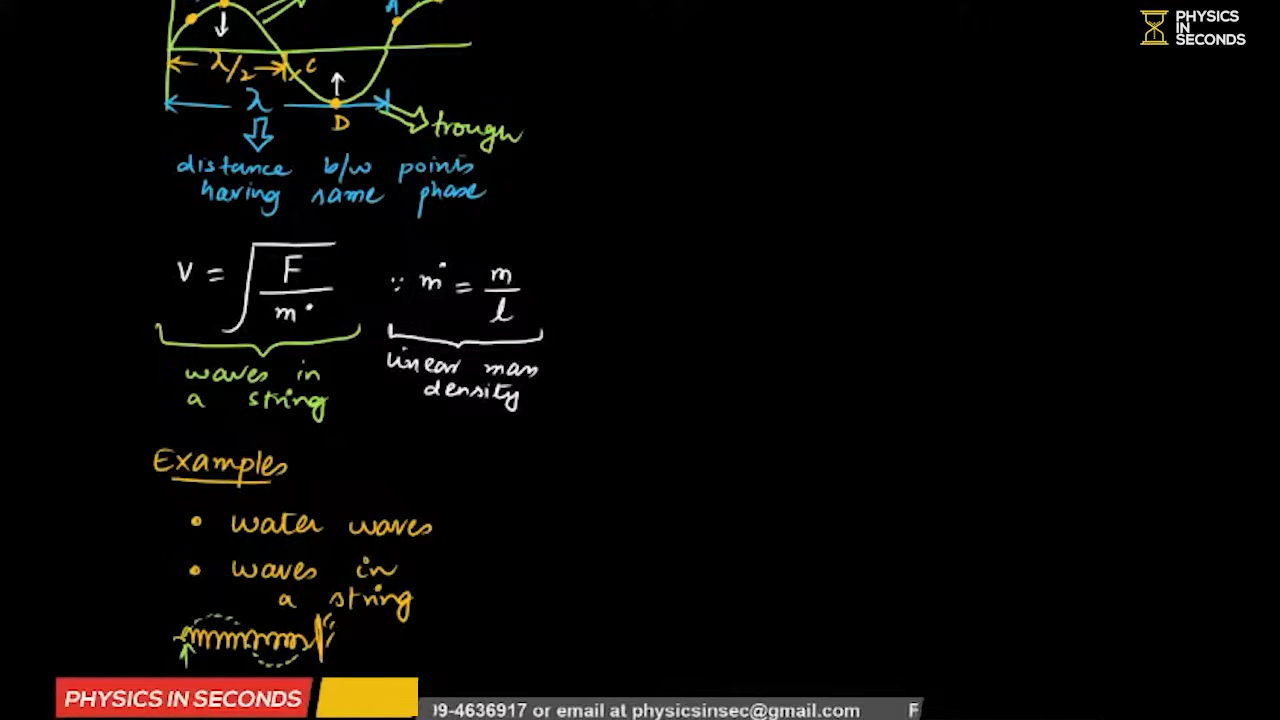 PHYSICS
IN
SECONDS
A
λ/2
C
λ
D
trough
distance b/w points
having same phase
v = √(F/m°)
∵ m° = m/l
waves in
a string
linear mass
density
Examples
• water waves
• waves in
a string
PHYSICS IN SECONDS
09-4636917 or email at physicsinsec@gmail.com F